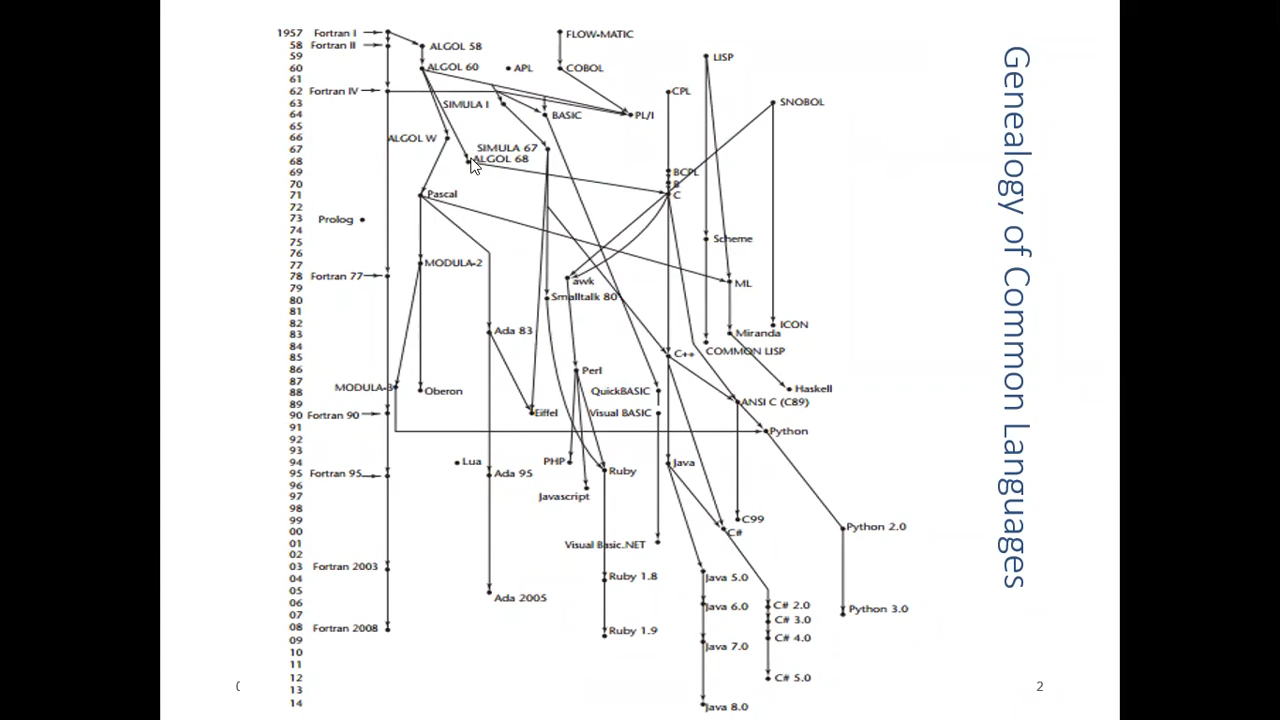 Genealogy of Common Languages
1957 Fortran I FLOW-MATIC
58 Fortran II ALGOL 58
59 LISP
60 ALGOL 60 APL COBOL
61
62 Fortran IV CPL
63 SIMULA I SNOBOL
64 BASIC PL/I
65
66 ALGOL W
67 SIMULA 67
68 ALGOL 68
69 BCPL
70 B
71 Pascal C
72
73 Prolog
74
75 Scheme
76
77 MODULA-2
78 Fortran 77 awk ML
79
80 Smalltalk 80
81
82 ICON
83 Ada 83 Miranda
84 COMMON LISP
85 C++
86 Perl
87 MODULA-3 Haskell
88 Oberon QuickBASIC
89 ANSI C (C89)
90 Fortran 90 Eiffel Visual BASIC
91 Python
92
93
94 Lua PHP Java
95 Fortran 95 Ada 95 Ruby
96
97 Javascript
98
99 C99
00 C# Python 2.0
01 Visual Basic.NET
02
03 Fortran 2003
04 Ruby 1.8 Java 5.0
05 Ada 2005
06 Java 6.0 C# 2.0
07 C# 3.0 Python 3.0
08 Fortran 2008 Ruby 1.9
09 C# 4.0
10 Java 7.0
11
12 C# 5.0
13
14 Java 8.0
2